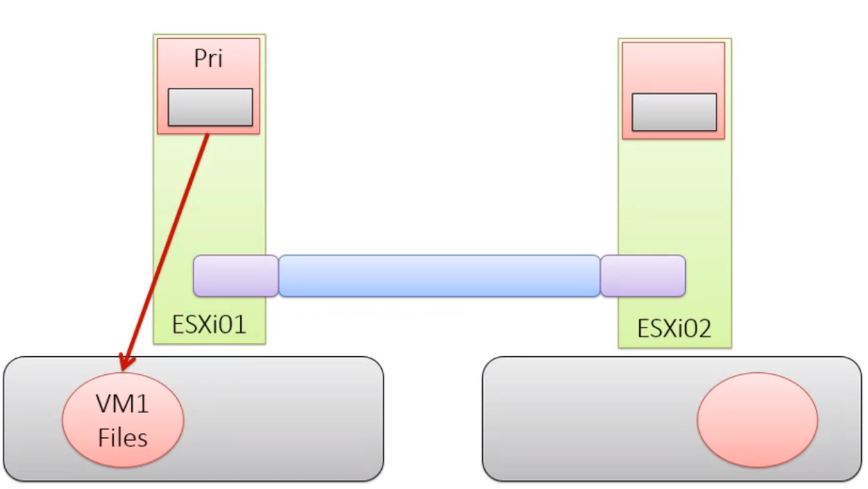 Pri
ESXi01
ESXi02
VM1
Files